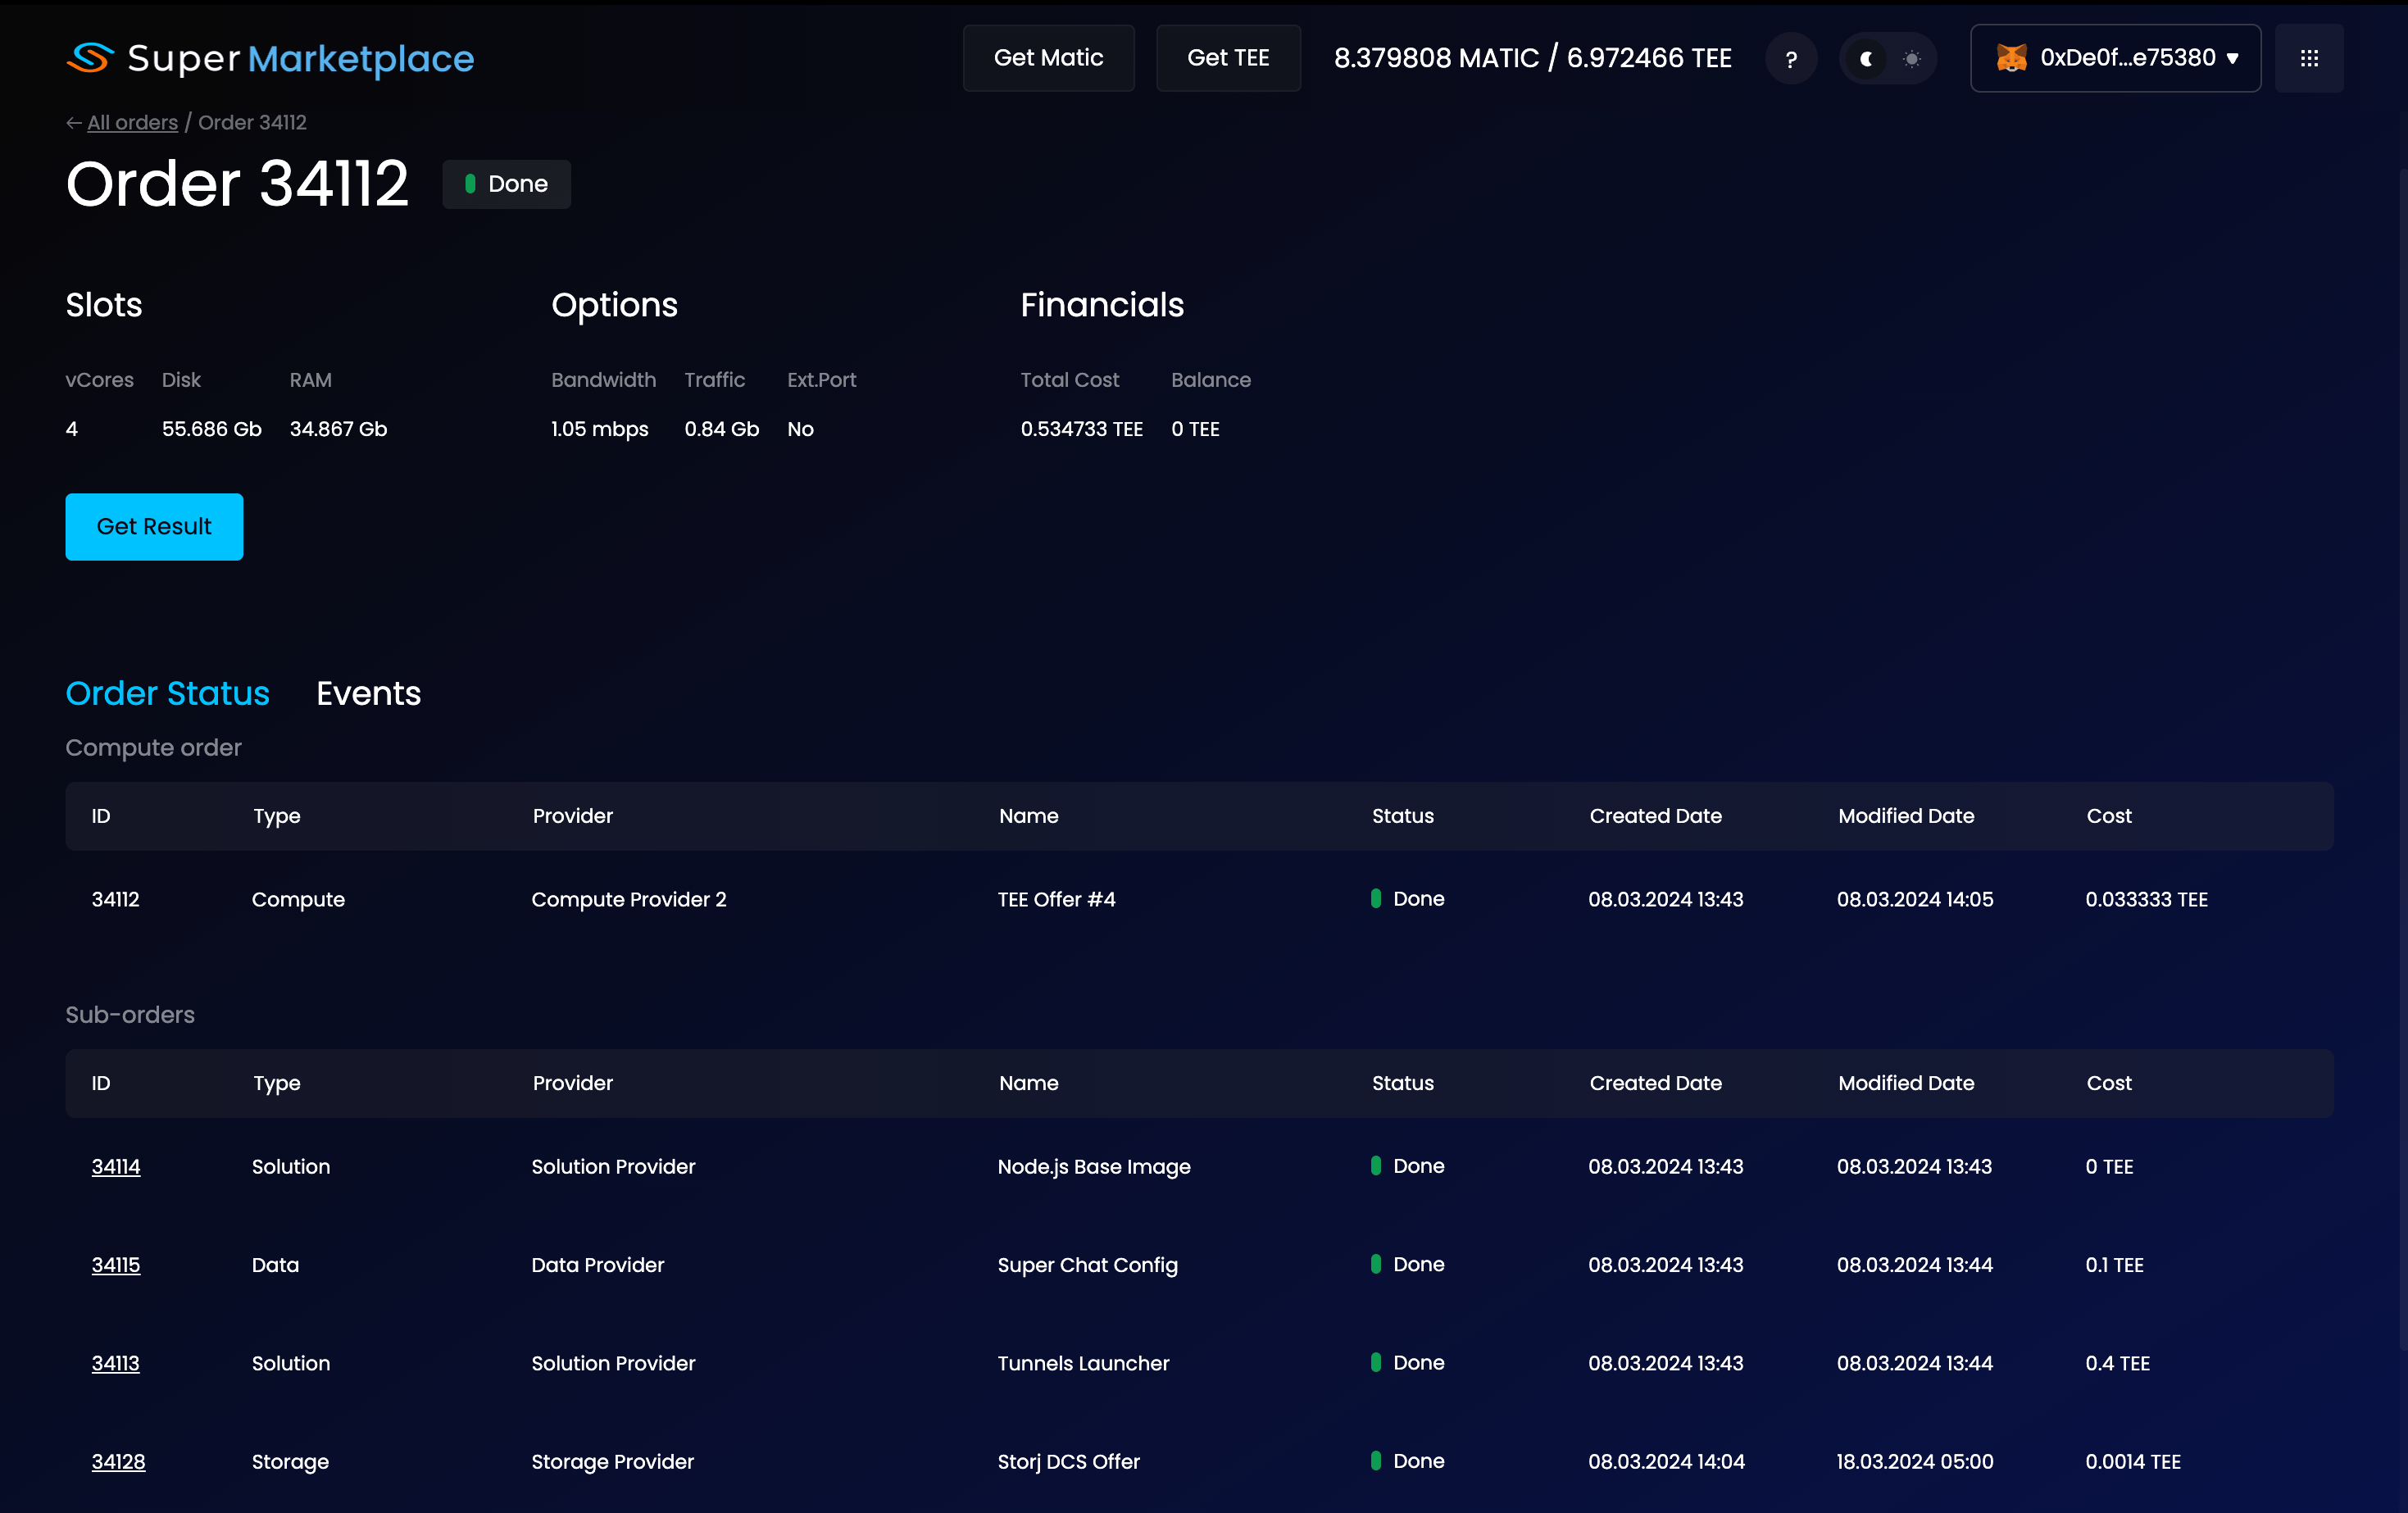 Super Marketplace
Get Matic
Get TEE
8.379808 MATIC / 6.972466 TEE
?
0xDe0f...e75380
← All orders / Order 34112
Order 34112
Done
Slots
Options
Financials
vCores Disk RAM
Bandwidth Traffic Ext.Port
Total Cost Balance
4 55.686 Gb 34.867 Gb
1.05 mbps 0.84 Gb No
0.534733 TEE 0 TEE
Get Result
Order Status Events
Compute order
ID Type Provider Name Status Created Date Modified Date Cost
34112 Compute Compute Provider 2 TEE Offer #4 Done 08.03.2024 13:43 08.03.2024 14:05 0.033333 TEE
Sub-orders
ID Type Provider Name Status Created Date Modified Date Cost
34114 Solution Solution Provider Node.js Base Image Done 08.03.2024 13:43 08.03.2024 13:43 0 TEE
34115 Data Data Provider Super Chat Config Done 08.03.2024 13:43 08.03.2024 13:44 0.1 TEE
34113 Solution Solution Provider Tunnels Launcher Done 08.03.2024 13:43 08.03.2024 13:44 0.4 TEE
34128 Storage Storage Provider Storj DCS Offer Done 08.03.2024 14:04 18.03.2024 05:00 0.0014 TEE